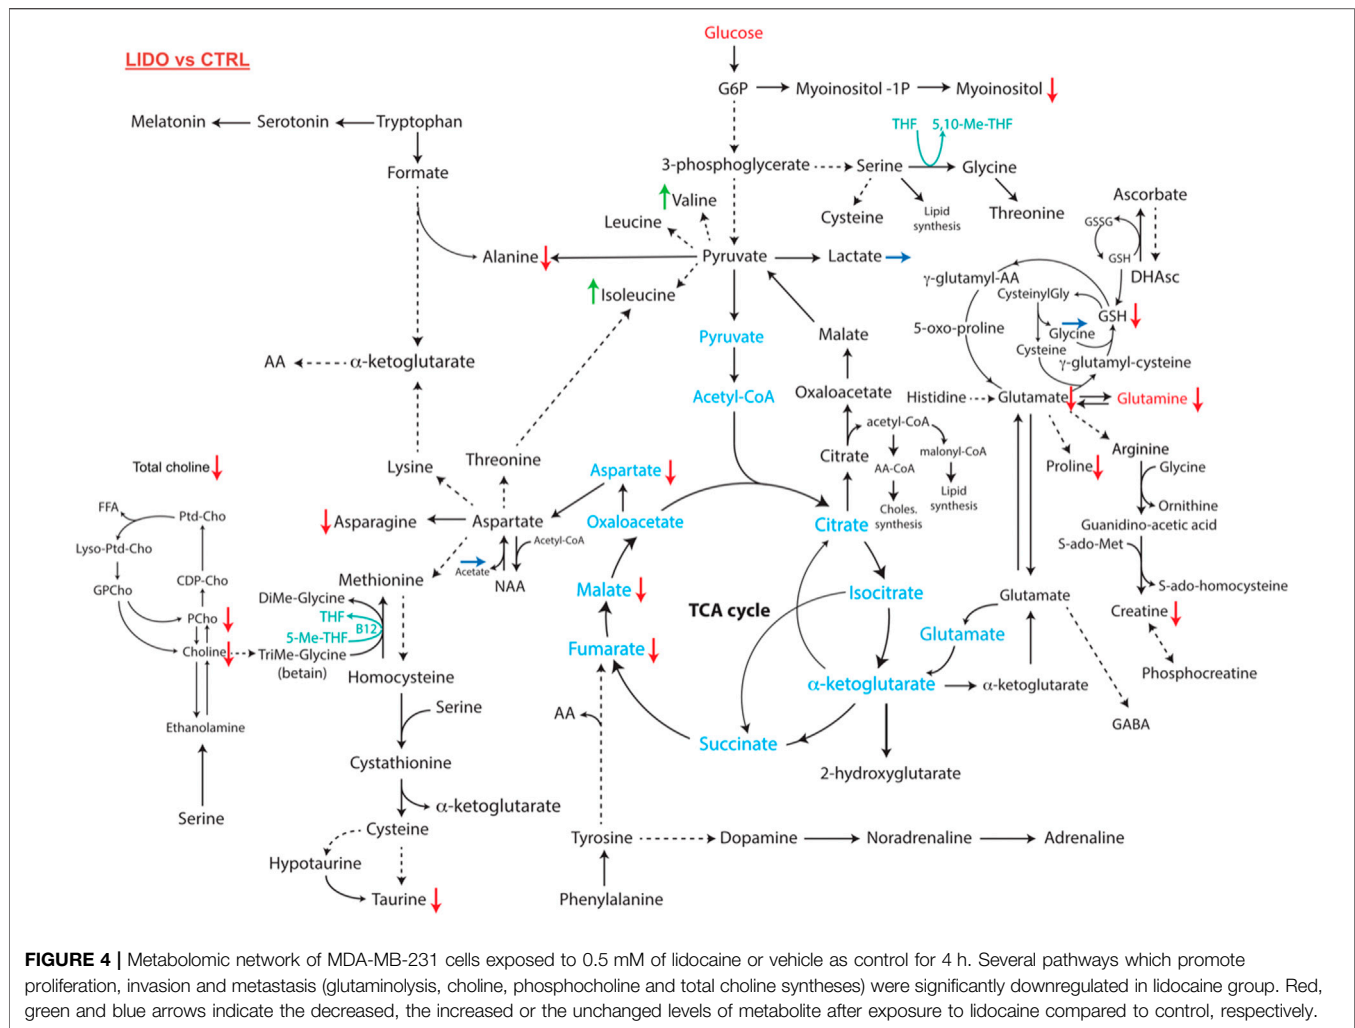 LIDO vs CTRL
Glucose
G6P
Myoinositol -1P
Myoinositol
Melatonin
Serotonin
Tryptophan
THF
5,10-Me-THF
Formate
3-phosphoglycerate
Serine
Glycine
Valine
Leucine
Cysteine
Lipid
synthesis
Threonine
Ascorbate
GSSG
GSH
DHAsc
Alanine
Pyruvate
Lactate
Isoleucine
γ-glutamyl-AA
CysteinylGly
GSH
5-oxo-proline
Glycine
Cysteine
γ-glutamyl-cysteine
Pyruvate
Malate
AA
α-ketoglutarate
Acetyl-CoA
Oxaloacetate
Histidine
Glutamate
Glutamine
acetyl-CoA
malonyl-CoA
Citrate
AA-CoA
Lipid
synthesis
Choles.
synthesis
Proline
Arginine
Glycine
Ornithine
Guanidino-acetic acid
S-ado-Met
S-ado-homocysteine
Creatine
Phosphocreatine
Total choline
Lysine
Threonine
Aspartate
FFA
Ptd-Cho
Lyso-Ptd-Cho
Asparagine
Aspartate
Oxaloacetate
Citrate
Acetyl-CoA
Acetate
NAA
GPCho
CDP-Cho
Methionine
PCho
DiMe-Glycine
THF
B12
5-Me-THF
Choline
TriMe-Glycine
(betain)
Malate
TCA cycle
Isocitrate
Glutamate
Glutamate
Fumarate
Homocysteine
α-ketoglutarate
α-ketoglutarate
Ethanolamine
Serine
AA
Succinate
GABA
Cystathionine
2-hydroxyglutarate
Serine
α-ketoglutarate
Cysteine
Tyrosine
Dopamine
Noradrenaline
Adrenaline
Hypotaurine
Taurine
Phenylalanine
FIGURE 4 | Metabolomic network of MDA-MB-231 cells exposed to 0.5 mM of lidocaine or vehicle as control for 4 h. Several pathways which promote
proliferation, invasion and metastasis (glutaminolysis, choline, phosphocholine and total choline syntheses) were significantly downregulated in lidocaine group. Red,
green and blue arrows indicate the decreased, the increased or the unchanged levels of metabolite after exposure to lidocaine compared to control, respectively.